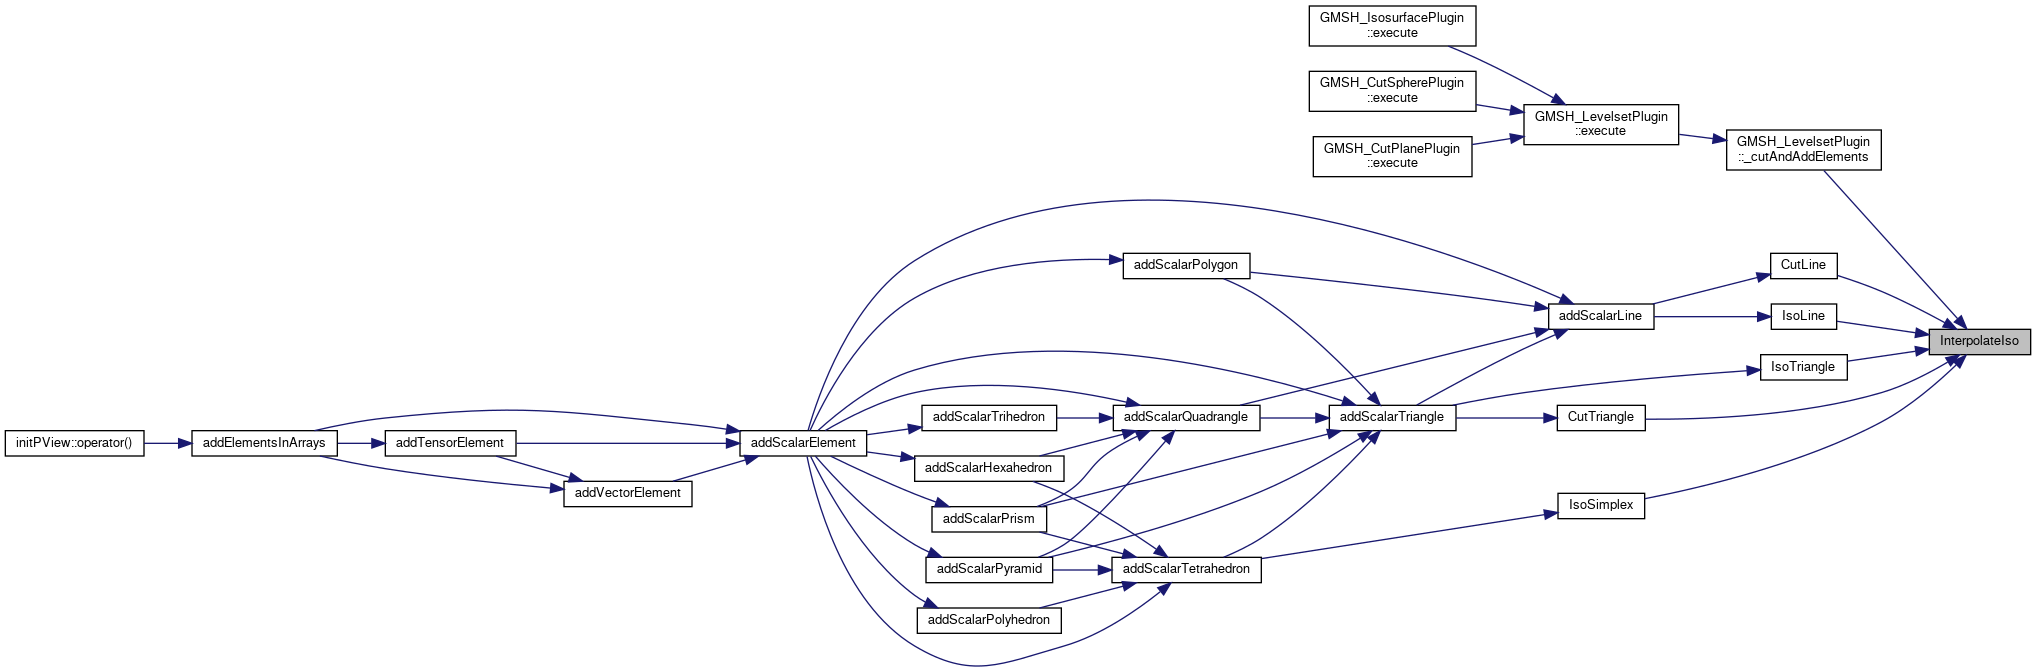 GMSH_IsosurfacePlugin
::execute
GMSH_CutSpherePlugin
::execute
GMSH_LevelsetPlugin
::execute
GMSH_CutPlanePlugin
::execute
GMSH_LevelsetPlugin
::_cutAndAddElements
addScalarPolygon
CutLine
addScalarLine
IsoLine
InterpolateIso
IsoTriangle
addScalarTrihedron
addScalarQuadrangle
addScalarTriangle
CutTriangle
initPView::operator()
addElementsInArrays
addTensorElement
addScalarElement
addScalarHexahedron
addVectorElement
IsoSimplex
addScalarPrism
addScalarPyramid
addScalarTetrahedron
addScalarPolyhedron